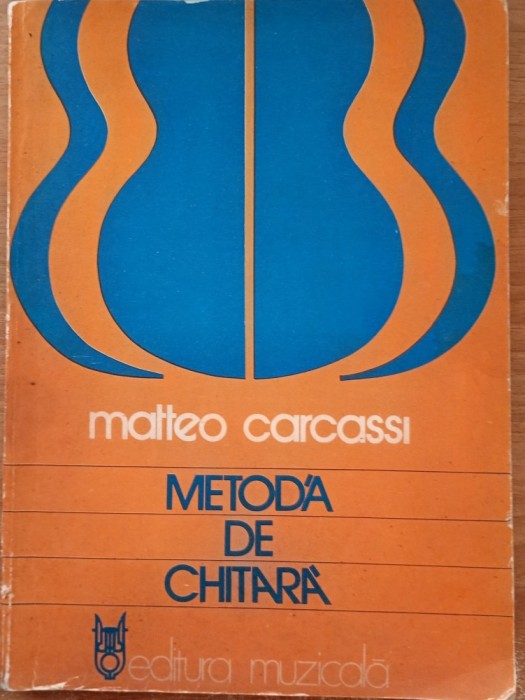 matteo carcassi
METODĂ
DE
CHITARĂ
editura muzicală